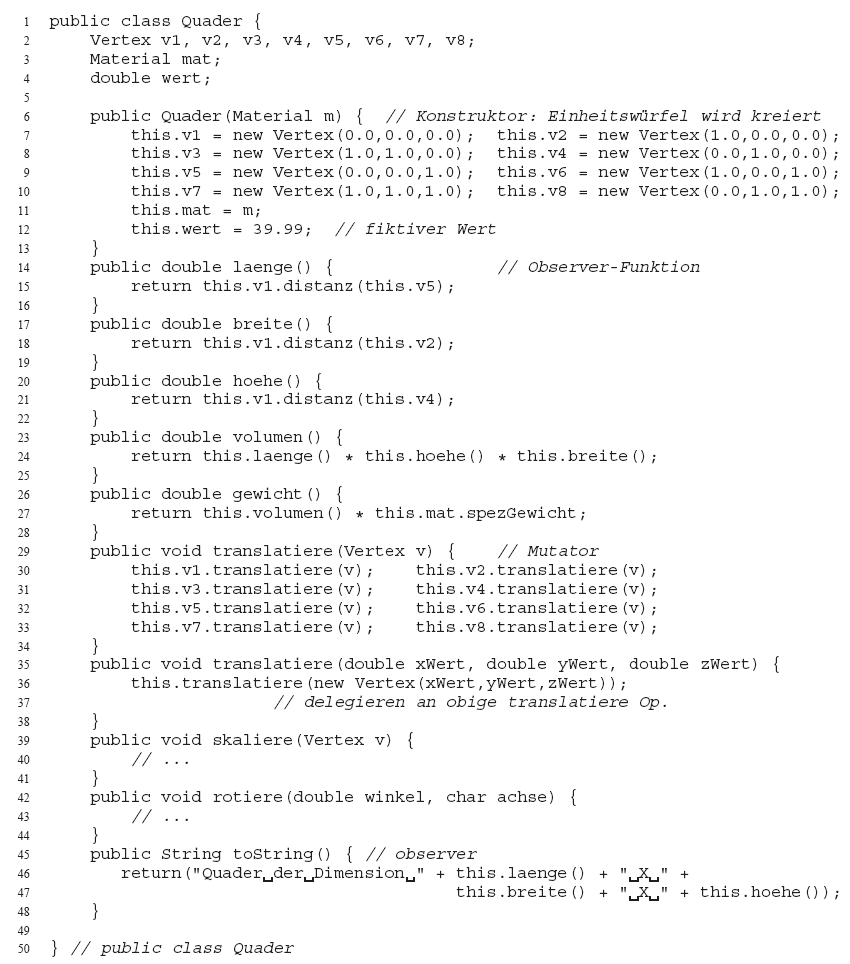 1 public class Quader {
2 Vertex v1, v2, v3, v4, v5, v6, v7, v8;
3 Material mat;
4 double wert;
5
6 public Quader(Material m) { // Konstruktor: Einheitswürfel wird kreiert
7 this.v1 = new Vertex(0.0,0.0,0.0); this.v2 = new Vertex(1.0,0.0,0.0);
8 this.v3 = new Vertex(1.0,1.0,0.0); this.v4 = new Vertex(0.0,1.0,0.0);
9 this.v5 = new Vertex(0.0,0.0,1.0); this.v6 = new Vertex(1.0,0.0,1.0);
10 this.v7 = new Vertex(1.0,1.0,1.0); this.v8 = new Vertex(0.0,1.0,1.0);
11 this.mat = m;
12 this.wert = 39.99; // fiktiver Wert
13 }
14 public double laenge() { // Observer-Funktion
15 return this.v1.distanz(this.v5);
16 }
17 public double breite() {
18 return this.v1.distanz(this.v2);
19 }
20 public double hoehe() {
21 return this.v1.distanz(this.v4);
22 }
23 public double volumen() {
24 return this.laenge() * this.hoehe() * this.breite();
25 }
26 public double gewicht() {
27 return this.volumen() * this.mat.spezGewicht;
28 }
29 public void translatiere(Vertex v) { // Mutator
30 this.v1.translatiere(v); this.v2.translatiere(v);
31 this.v3.translatiere(v); this.v4.translatiere(v);
32 this.v5.translatiere(v); this.v6.translatiere(v);
33 this.v7.translatiere(v); this.v8.translatiere(v);
34 }
35 public void translatiere(double xWert, double yWert, double zWert) {
36 this.translatiere(new Vertex(xWert,yWert,zWert));
37 // delegieren an obige translatiere Op.
38 }
39 public void skaliere(Vertex v) {
40 // ...
41 }
42 public void rotiere(double winkel, char achse) {
43 // ...
44 }
45 public String toString() { // observer
46 return("Quader␣der␣Dimension␣" + this.laenge() + "␣X␣" +
47 this.breite() + "␣X␣" + this.hoehe());
48 }
49
50 } // public class Quader